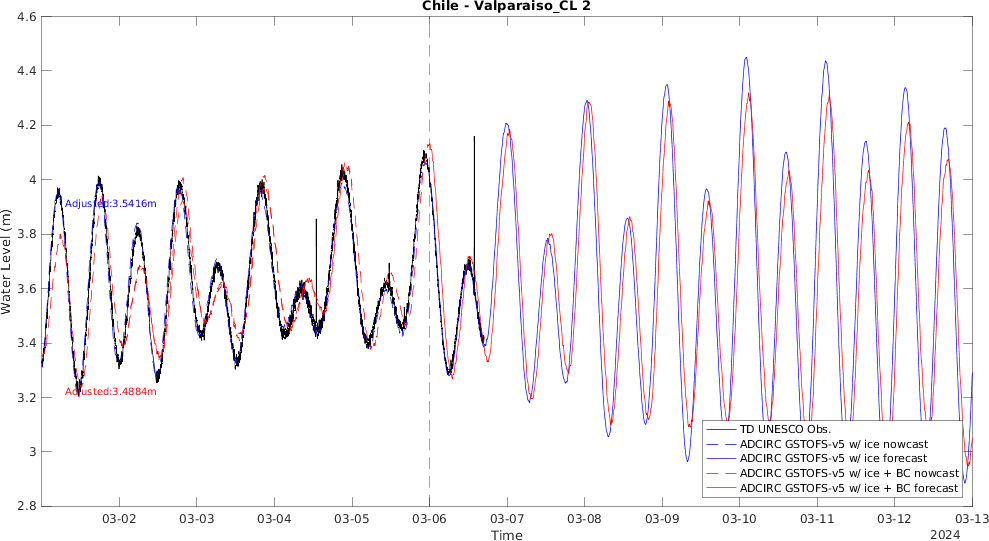 Chile - Valparaiso_CL 2
4.6
4.4
4.2
4
3.8
3.6
3.4
3.2
3
2.8
Water Level (m)
Adjusted:3.5416m
Adjusted:3.4884m
TD UNESCO Obs.
ADCIRC GSTOFS-v5 w/ ice nowcast
ADCIRC GSTOFS-v5 w/ ice forecast
ADCIRC GSTOFS-v5 w/ ice + BC nowcast
ADCIRC GSTOFS-v5 w/ ice + BC forecast
03-02 03-03 03-04 03-05 03-06 03-07 03-08 03-09 03-10 03-11 03-12 03-13
Time
2024